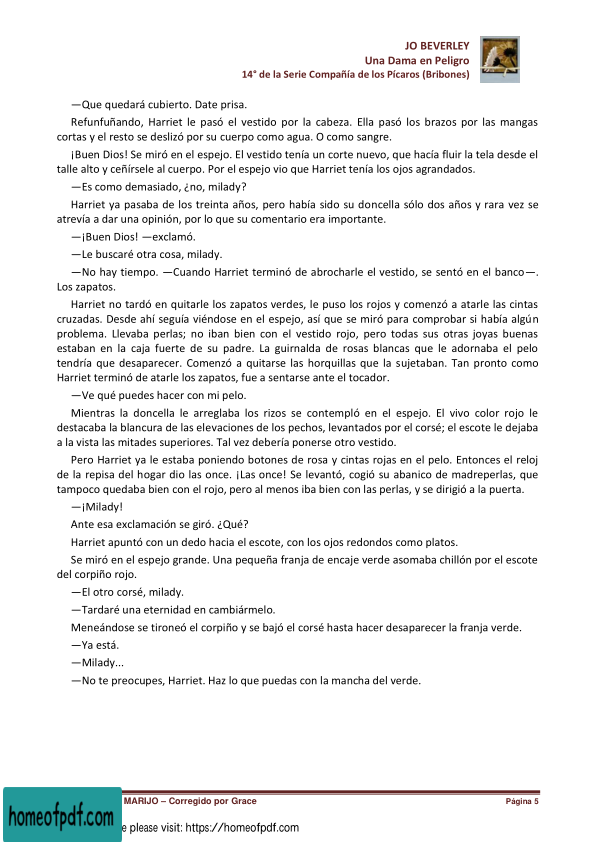 JO BEVERLEY
Una Dama en Peligro
14° de la Serie Compañía de los Pícaros (Bribones)
—Que quedará cubierto. Date prisa.
Refunfuñando, Harriet le pasó el vestido por la cabeza. Ella pasó los brazos por las mangas
cortas y el resto se deslizó por su cuerpo como agua. O como sangre.
¡Buen Dios! Se miró en el espejo. El vestido tenía un corte nuevo, que hacía fluir la tela desde el
talle alto y ceñírsele al cuerpo. Por el espejo vio que Harriet tenía los ojos agrandados.
—Es como demasiado, ¿no, milady?
Harriet ya pasaba de los treinta años, pero había sido su doncella sólo dos años y rara vez se
atrevía a dar una opinión, por lo que su comentario era importante.
—¡Buen Dios! —exclamó.
—Le buscaré otra cosa, milady.
—No hay tiempo. —Cuando Harriet terminó de abrocharle el vestido, se sentó en el banco—.
Los zapatos.
Harriet no tardó en quitarle los zapatos verdes, le puso los rojos y comenzó a atarle las cintas
cruzadas. Desde ahí seguía viéndose en el espejo, así que se miró para comprobar si había algún
problema. Llevaba perlas; no iban bien con el vestido rojo, pero todas sus otras joyas buenas
estaban en la caja fuerte de su padre. La guirnalda de rosas blancas que le adornaba el pelo
tendría que desaparecer. Comenzó a quitarse las horquillas que la sujetaban. Tan pronto como
Harriet terminó de atarle los zapatos, fue a sentarse ante el tocador.
—Ve qué puedes hacer con mi pelo.
Mientras la doncella le arreglaba los rizos se contempló en el espejo. El vivo color rojo le
destacaba la blancura de las elevaciones de los pechos, levantados por el corsé; el escote le dejaba
a la vista las mitades superiores. Tal vez debería ponerse otro vestido.
Pero Harriet ya le estaba poniendo botones de rosa y cintas rojas en el pelo. Entonces el reloj
de la repisa del hogar dio las once. ¡Las once! Se levantó, cogió su abanico de madreperlas, que
tampoco quedaba bien con el rojo, pero al menos iba bien con las perlas, y se dirigió a la puerta.
—¡Milady!
Ante esa exclamación se giró. ¿Qué?
Harriet apuntó con un dedo hacia el escote, con los ojos redondos como platos.
Se miró en el espejo grande. Una pequeña franja de encaje verde asomaba chillón por el escote
del corpiño rojo.
—El otro corsé, milady.
—Tardaré una eternidad en cambiármelo.
Meneándose se tironeó el corpiño y se bajó el corsé hasta hacer desaparecer la franja verde.
—Ya está.
—Milady...
—No te preocupes, Harriet. Haz lo que puedas con la mancha del verde.
MARIJO – Corregido por Grace
Página 5
homeofpdf.com
e please visit: https://homeofpdf.com